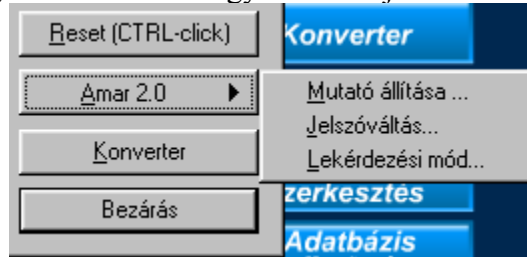 Reset (CTRL-click)
Konverter
Amar 2.0
Mutató állítása ...
Jelszóváltás...
Konverter
Lekérdezési mód...
Bezárás
zerkesztés
Adatbázis